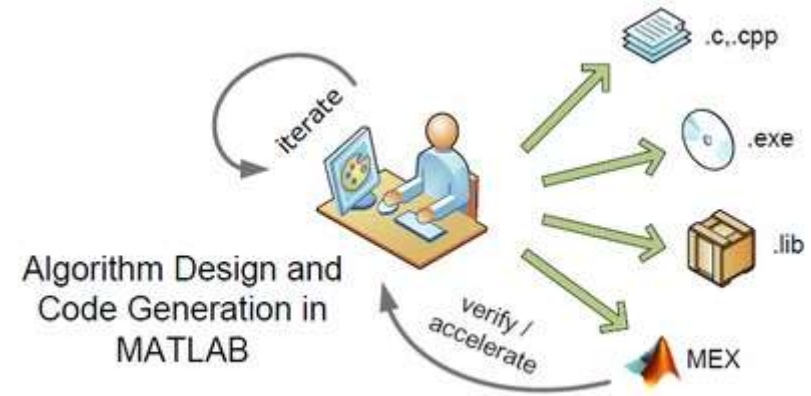 iterate
.c,.cpp
.exe
.lib
MEX
verify /
accelerate
Algorithm Design and
Code Generation in
MATLAB